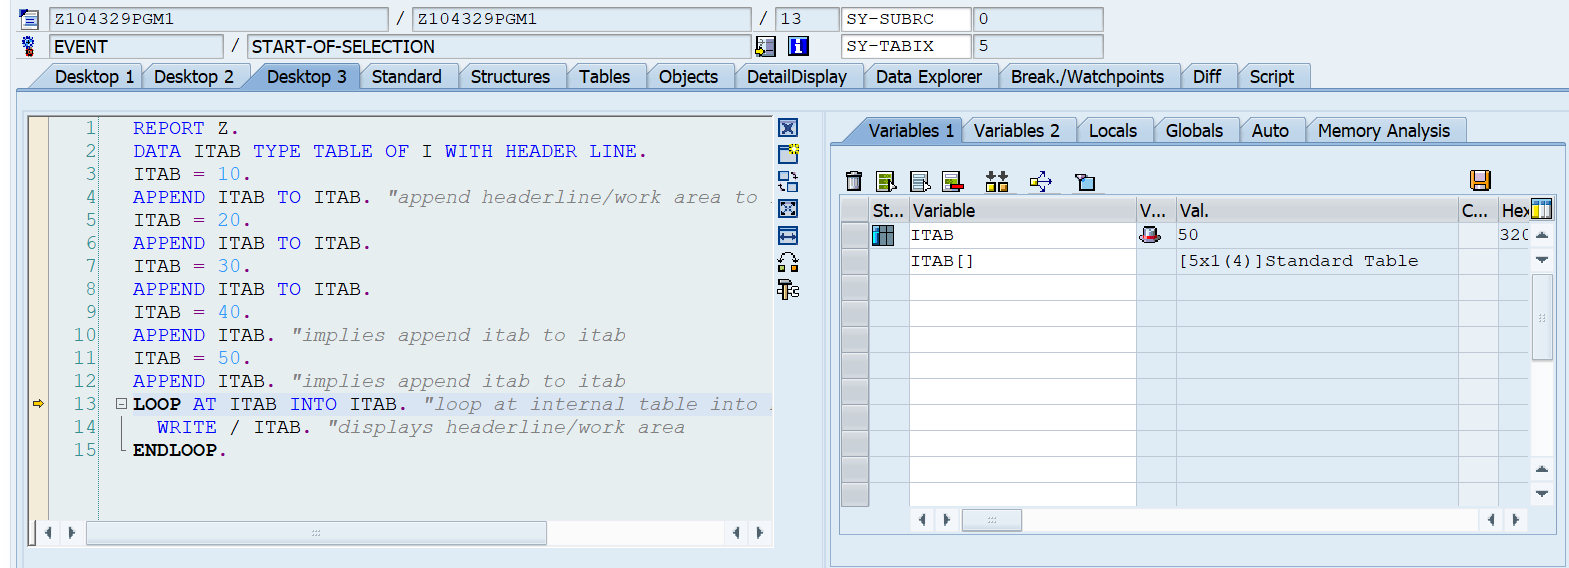 Z104329PGM1 / Z104329PGM1 / 13 SY-SUBRC 0
EVENT / START-OF-SELECTION SY-TABIX 5
Desktop 1 Desktop 2 Desktop 3 Standard Structures Tables Objects DetailDisplay Data Explorer Break./Watchpoints Diff Script
1 REPORT Z.
2 DATA ITAB TYPE TABLE OF I WITH HEADER LINE.
3 ITAB = 10.
4 APPEND ITAB TO ITAB. "append headerline/work area to
5 ITAB = 20.
6 APPEND ITAB TO ITAB.
7 ITAB = 30.
8 APPEND ITAB TO ITAB.
9 ITAB = 40.
10 APPEND ITAB. "implies append itab to itab
11 ITAB = 50.
12 APPEND ITAB. "implies append itab to itab
13 LOOP AT ITAB INTO ITAB. "loop at internal table into
14 WRITE / ITAB. "displays headerline/work area
15 ENDLOOP.
Variables 1 Variables 2 Locals Globals Auto Memory Analysis
St... Variable V... Val. C... Hex
ITAB 50 320
ITAB[] [5x1(4)]Standard Table